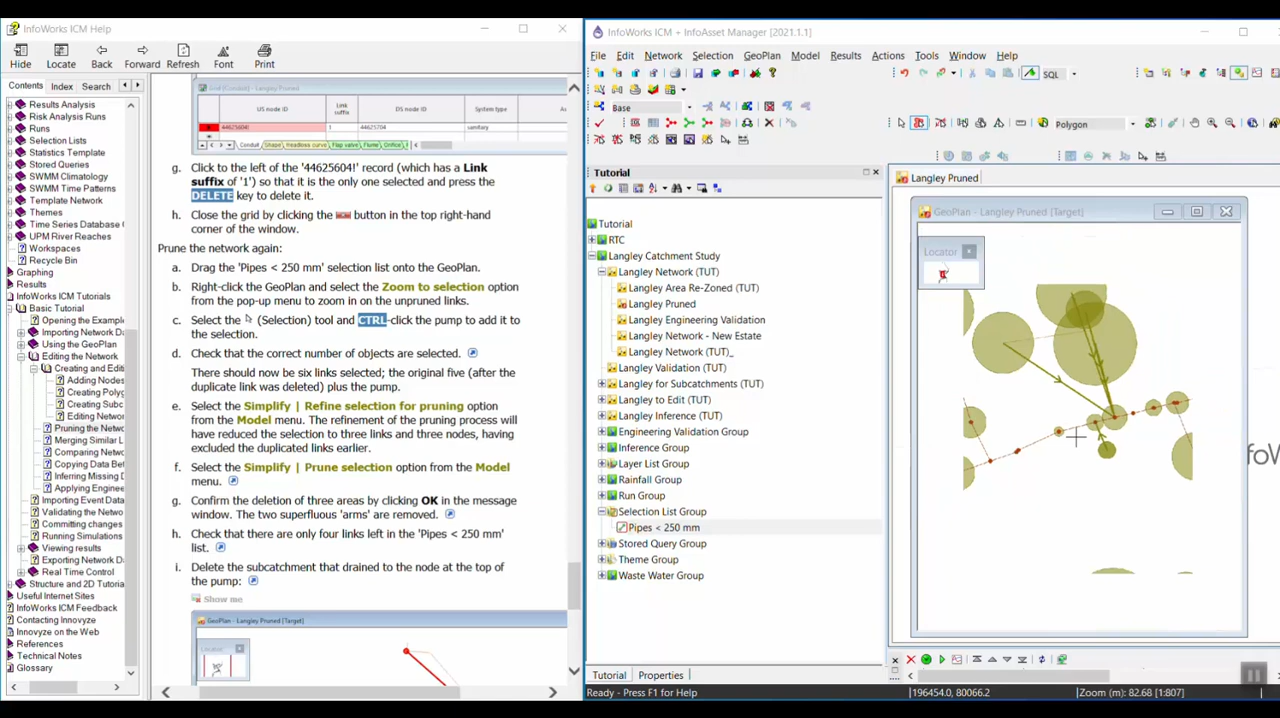 InfoWorks ICM Help
Hide
Locate
Back
Forward
Refresh
Font
Print
Contents
Index
Search
Results Analysis
Risk Analysis Runs
Runs
Selection Lists
Statistics Template
Stored Queries
SWMM Climatology
SWMM Time Patterns
Template Network
Themes
Time Series Database
UPM River Reaches
Workspaces
Recycle Bin
Graphing
Results
InfoWorks ICM Tutorials
Basic Tutorial
Opening the Example
Importing Network Da
Using the GeoPlan
Editing the Network
Creating and Edit
Adding Nodes
Creating Polyg
Creating Subc
Editing Networ
Pruning the Netw
Merging Similar L
Comparing Netwo
Copying Data Bet
Inferring Missing D
Applying Enginee
Importing Event Data
Validating the Netwo
Committing changes
Running Simulations
Viewing results
Exporting Network D
Real Time Control
Structure and 2D Tutoria
Useful Internet Sites
InfoWorks ICM Feedback
Contacting Innovyze
Innovyze on the Web
References
Technical Notes
Glossary
US node ID
Link suffix
DS node ID
System type
44625604!
1
44625704
sanitary
g. Click to the left of the '44625604!' record (which has a Link
suffix of '1') so that it is the only one selected and press the
DELETE key to delete it.
h. Close the grid by clicking the button in the top right-hand
corner of the window.
Prune the network again:
a. Drag the 'Pipes < 250 mm' selection list onto the GeoPlan.
b. Right-click the GeoPlan and select the Zoom to selection option
from the pop-up menu to zoom in on the unpruned links.
c. Select the (Selection) tool and CTRL-click the pump to add it to
the selection.
d. Check that the correct number of objects are selected.
There should now be six links selected; the original five (after the
duplicate link was deleted) plus the pump.
e. Select the Simplify | Refine selection for pruning option
from the Model menu. The refinement of the pruning process will
have reduced the selection to three links and three nodes, having
excluded the duplicated links earlier.
f. Select the Simplify | Prune selection option from the Model
menu.
g. Confirm the deletion of three areas by clicking OK in the message
window. The two superfluous 'arms' are removed.
h. Check that there are only four links left in the 'Pipes < 250 mm'
list.
i. Delete the subcatchment that drained to the node at the top of
the pump:
Show me
GeoPlan - Langley Pruned [Target]
Locator
InfoWorks ICM + InfoAsset Manager [2021.1.1]
File Edit Network Selection GeoPlan Model Results Actions Tools Window Help
SQL
Base
Polygon
Tutorial
Tutorial
RTC
Langley Catchment Study
Langley Network (TUT)
Langley Area Re-Zoned (TUT)
Langley Pruned
Langley Engineering Validation
Langley Network - New Estate
Langley Network (TUT)_
Langley Validation (TUT)
Langley for Subcatchments (TUT)
Langley to Edit (TUT)
Langley Inference (TUT)
Engineering Validation Group
Inference Group
Layer List Group
Rainfall Group
Run Group
Selection List Group
Pipes < 250 mm
Stored Query Group
Theme Group
Waste Water Group
Tutorial
Properties
Langley Pruned
GeoPlan - Langley Pruned [Target]
Locator
nfoWo
Ready - Press F1 for Help
196454.0, 80066.2
Zoom (m): 82.68 [1:807]